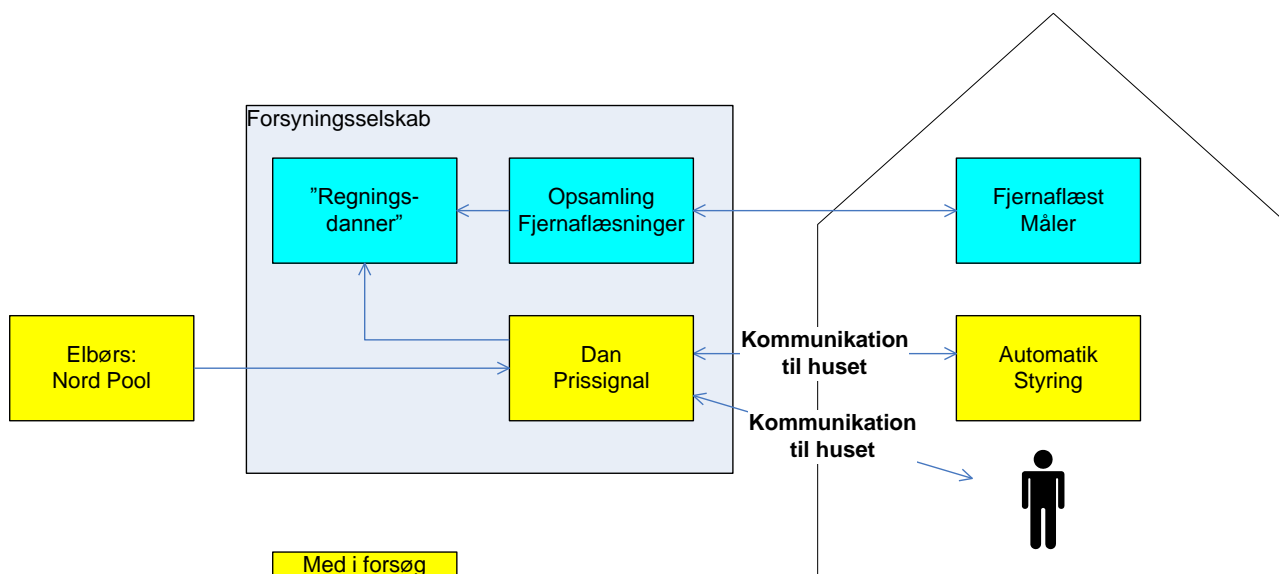 Forsyningsselskab
”Regnings-
danner”
Opsamling
Fjernaflæsninger
Fjernaflæst
Måler
Elbørs:
Nord Pool
Dan
Prissignal
Kommunikation
til huset
Automatik
Styring
Kommunikation
til huset
Med i forsøg